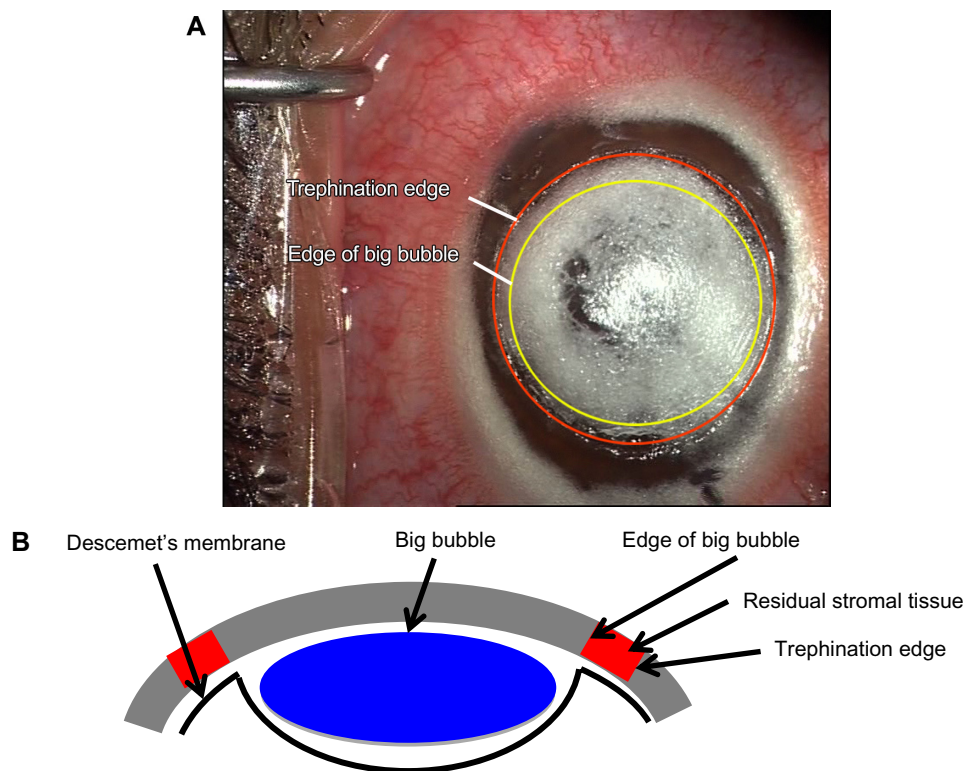 A
Trephination edge
Edge of big bubble
B
Descemet's membrane
Big bubble
Edge of big bubble
Residual stromal tissue
Trephination edge